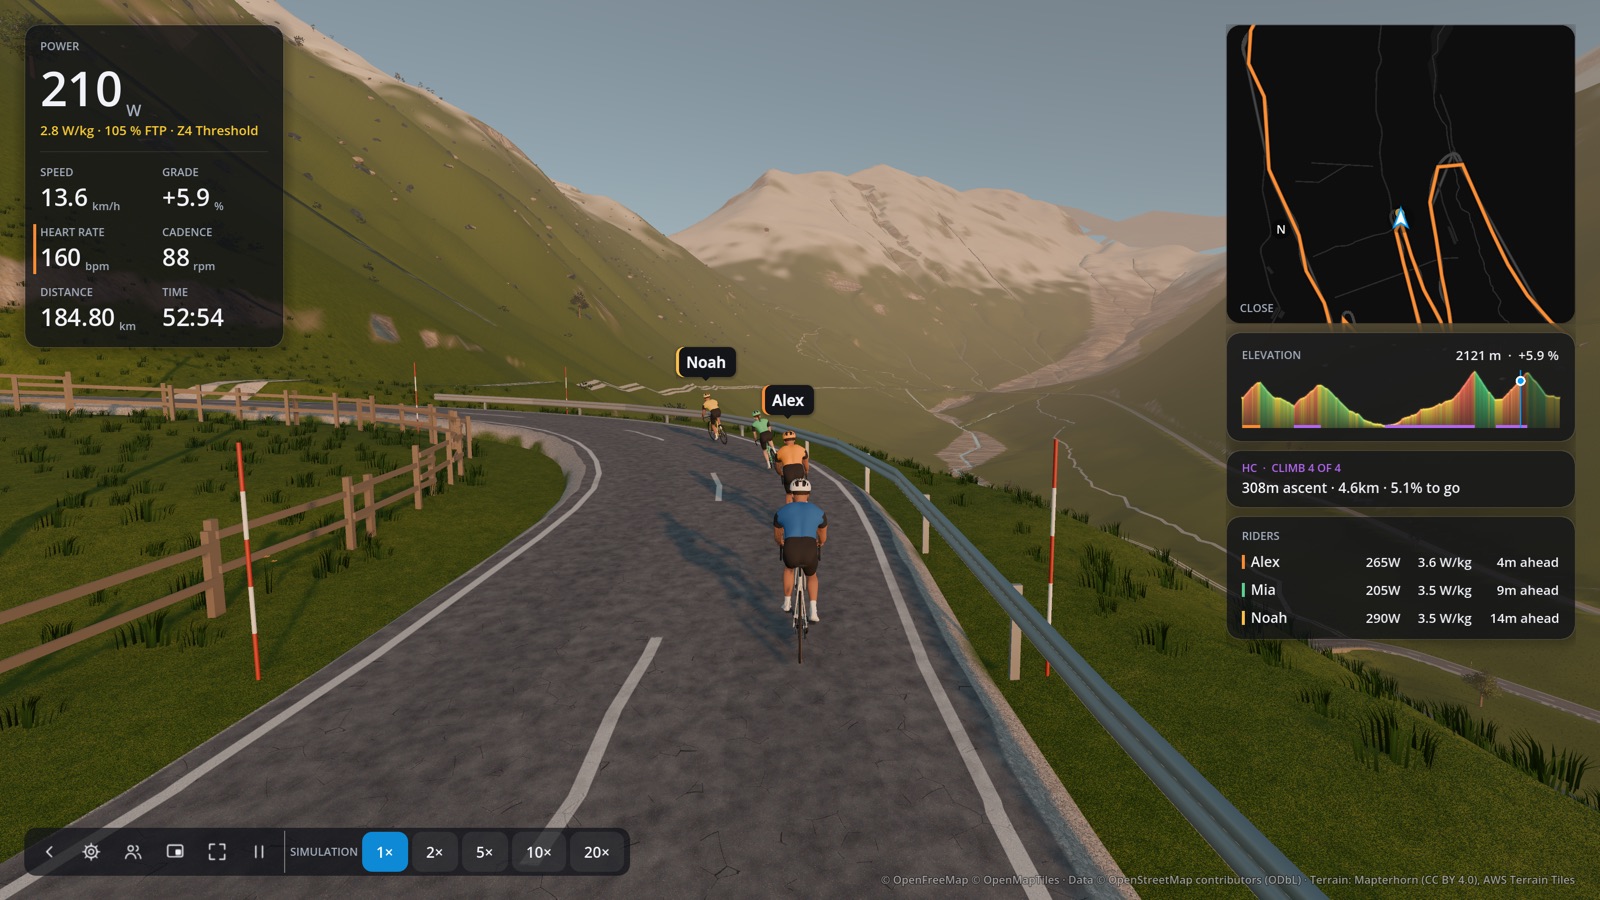 POWER
210 W
2.8 W/kg · 105 % FTP · Z4 Threshold
SPEED
13.6 km/h
GRADE
+5.9 %
HEART RATE
160 bpm
CADENCE
88 rpm
DISTANCE
184.80 km
TIME
52:54
Noah
Alex
N
CLOSE
ELEVATION
2121 m · +5.9 %
HC · CLIMB 4 OF 4
308m ascent · 4.6km · 5.1% to go
RIDERS
Alex 265W 3.6 W/kg 4m ahead
Mia 205W 3.5 W/kg 9m ahead
Noah 290W 3.5 W/kg 14m ahead
SIMULATION 1× 2× 5× 10× 20×
© OpenFreeMap © OpenMapTiles · Data © OpenStreetMap contributors (ODbL) · Terrain: Mapterhorn (CC BY 4.0), AWS Terrain Tiles